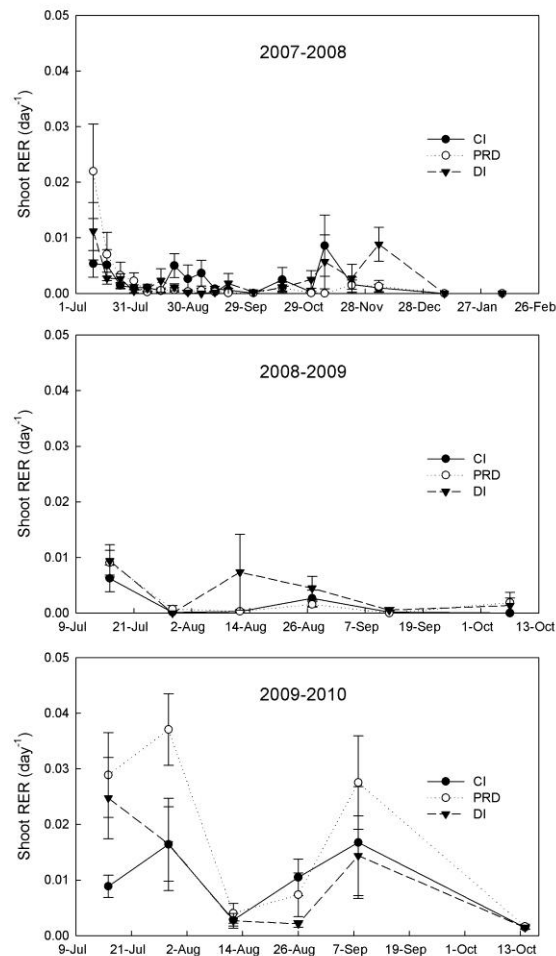 0.05
2007-2008
0.04
0.03
CI
PRD
DI
0.02
0.01
0.00
Shoot RER (day-1)
1-Jul 31-Jul 30-Aug 29-Sep 29-Oct 28-Nov 28-Dec 27-Jan 26-Feb
0.05
2008-2009
0.04
0.03
CI
PRD
DI
0.02
0.01
0.00
Shoot RER (day-1)
9-Jul 21-Jul 2-Aug 14-Aug 26-Aug 7-Sep 19-Sep 1-Oct 13-Oct
0.05
2009-2010
0.04
0.03
CI
PRD
DI
0.02
0.01
0.00
Shoot RER (day-1)
9-Jul 21-Jul 2-Aug 14-Aug 26-Aug 7-Sep 19-Sep 1-Oct 13-Oct